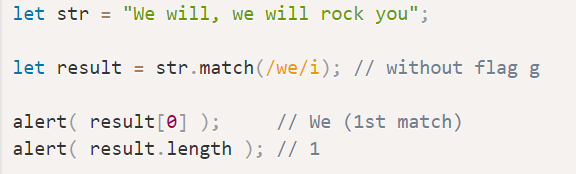 let str = "We will, we will rock you";
let result = str.match(/we/i); // without flag g
alert( result[0] );     // We (1st match)
alert( result.length ); // 1